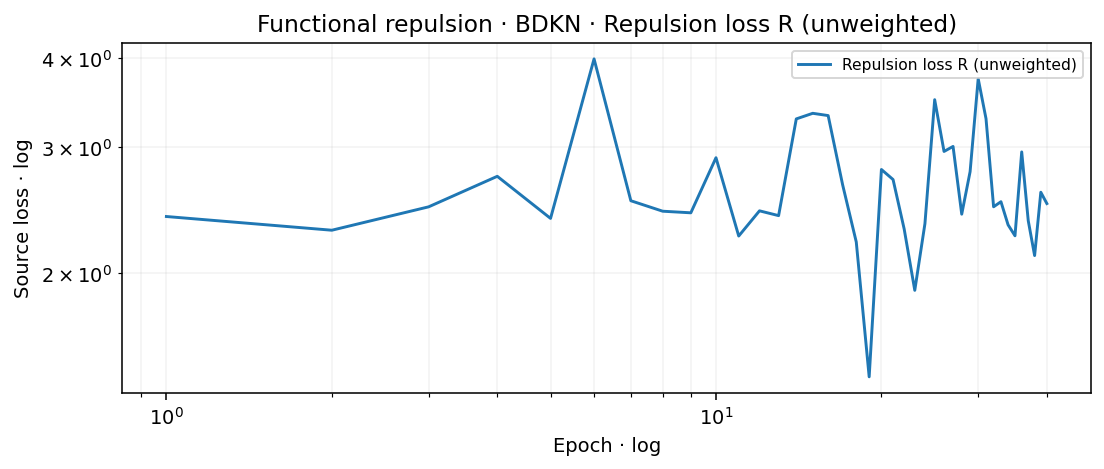 Functional repulsion · BDKN · Repulsion loss R (unweighted)
Repulsion loss R (unweighted)
Source loss · log
4 × 10⁰
3 × 10⁰
2 × 10⁰
10⁰
10¹
Epoch · log